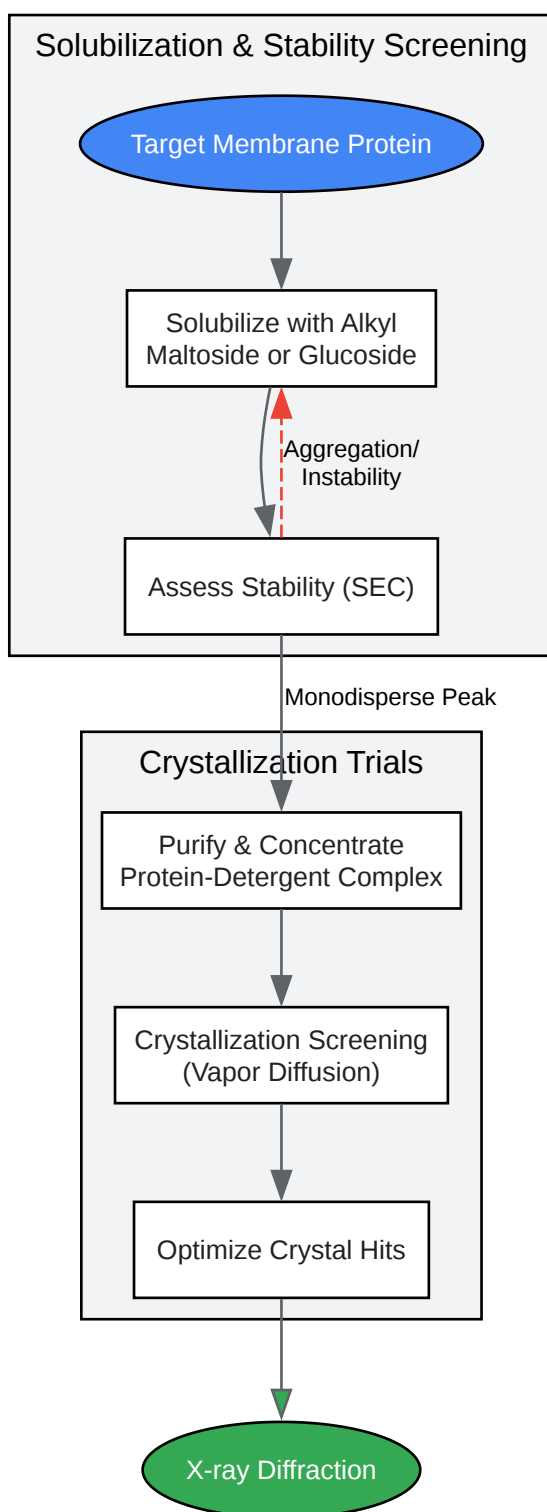 Solubilization & Stability Screening
Target Membrane Protein
Solubilize with Alkyl
Maltoside or Glucoside
Aggregation/
Instability
Assess Stability (SEC)
Monodisperse Peak
Crystallization Trials
Purify & Concentrate
Protein-Detergent Complex
Crystallization Screening
(Vapor Diffusion)
Optimize Crystal Hits
X-ray Diffraction